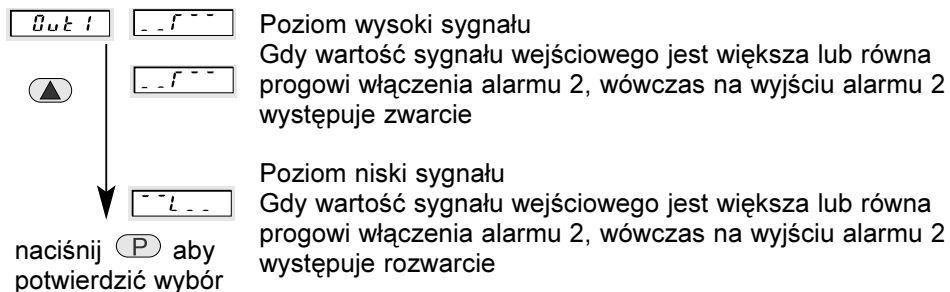 Out 1
Poziom wysoki sygnału
Gdy wartość sygnału wejściowego jest większa lub równa
progowi włączenia alarmu 2, wówczas na wyjściu alarmu 2
występuje zwarcie
Poziom niski sygnału
Gdy wartość sygnału wejściowego jest większa lub równa
progowi włączenia alarmu 2, wówczas na wyjściu alarmu 2
występuje rozwarcie
naciśnij P aby
potwierdzić wybór